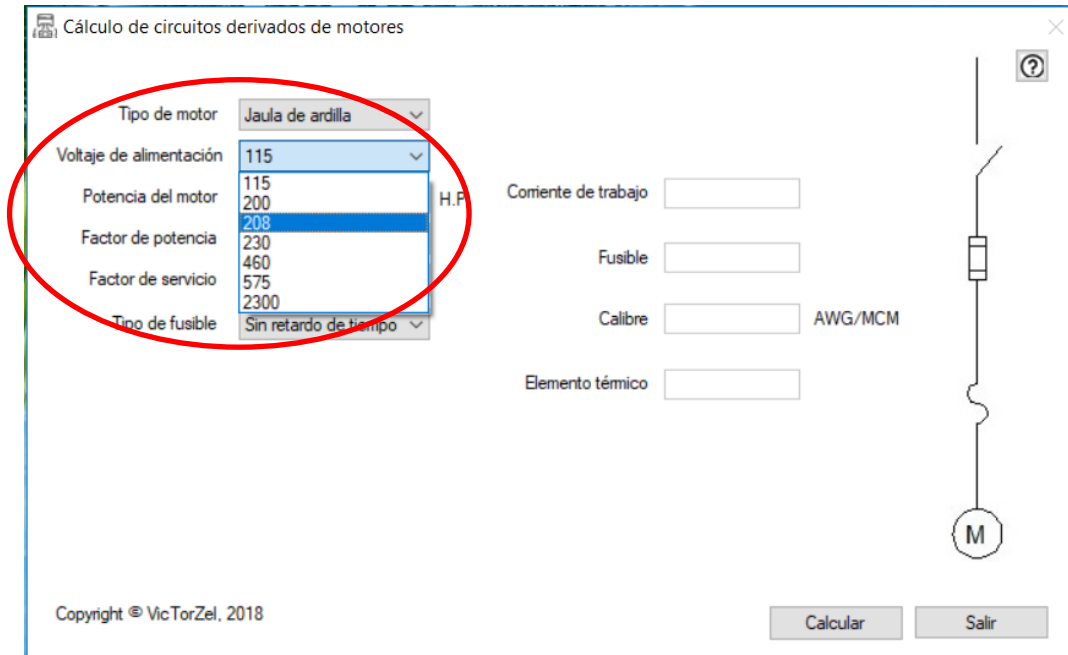 Cálculo de circuitos derivados de motores
Tipo de motor Jaula de ardilla
Voltaje de alimentación 115
115
Potencia del motor 200 H.P Corriente de trabajo
208
Factor de potencia 230
460 Fusible
Factor de servicio 575
2300
Tipo de fusible Sin retardo de tiempo Calibre AWG/MCM
Elemento térmico
M
Copyright © VicTorZel, 2018
Calcular Salir